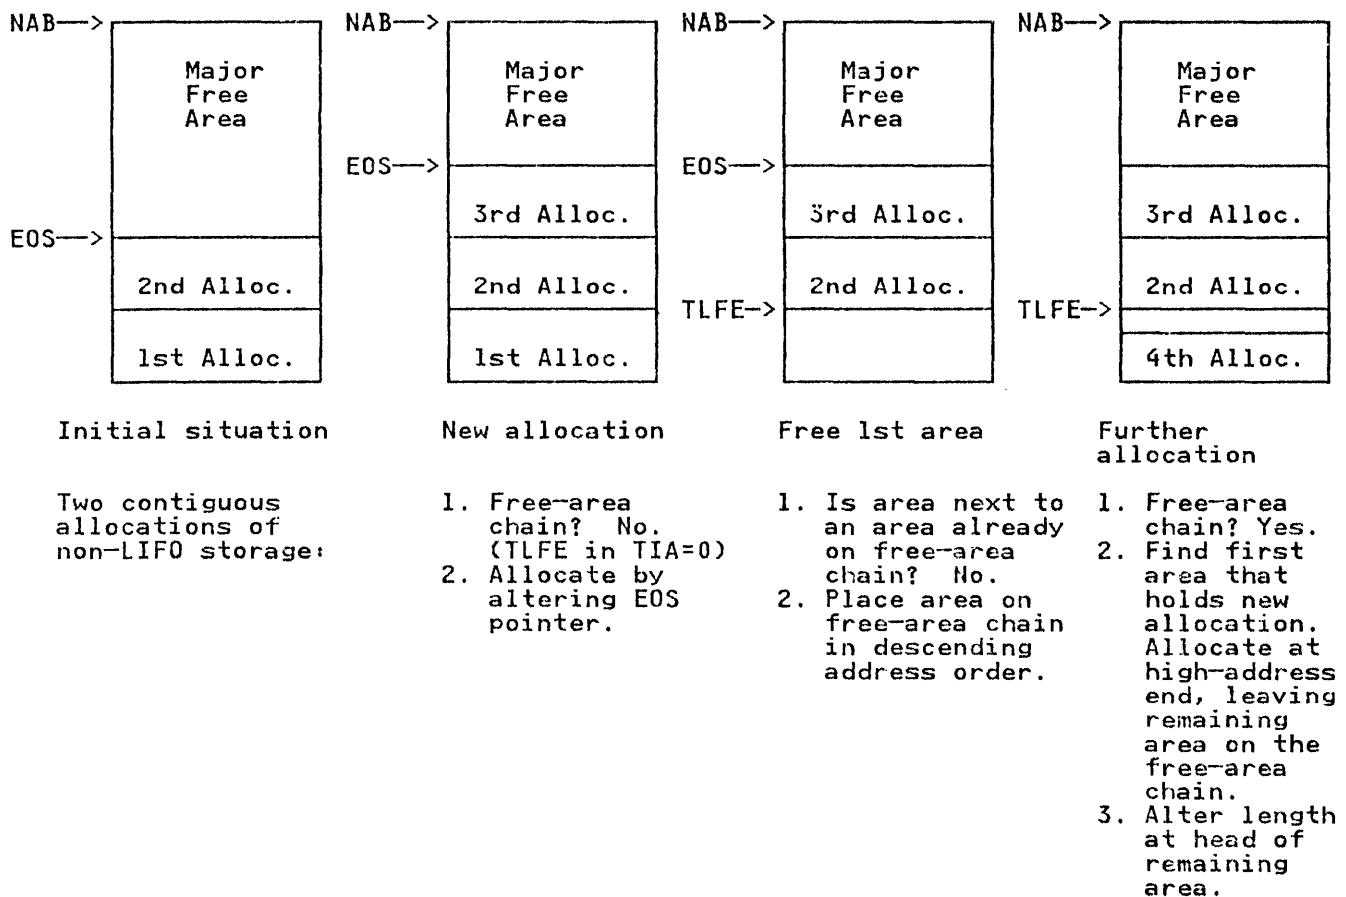 NAB—>
Major
Free
Area
EOS—>
2nd Alloc.
1st Alloc.
Initial situation
Two contiguous
allocations of
non-LIFO storage:
NAB—>
Major
Free
Area
EOS—>
3rd Alloc.
2nd Alloc.
1st Alloc.
New allocation
1. Free-area
chain? No.
(TLFE in TIA=0)
2. Allocate by
altering EOS
pointer.
NAB—>
Major
Free
Area
EOS—>
3rd Alloc.
2nd Alloc.
TLFE—>
Free 1st area
1. Is area next to
an area already
on free-area
chain? No.
2. Place area on
free-area chain
in descending
address order.
NAB—>
Major
Free
Area
3rd Alloc.
2nd Alloc.
TLFE—>
4th Alloc.
Further
allocation
1. Free-area
chain? Yes.
2. Find first
area that
holds new
allocation.
Allocate at
high-address
end, leaving
remaining
area on the
free-area
chain.
3. Alter length
at head of
remaining
area.